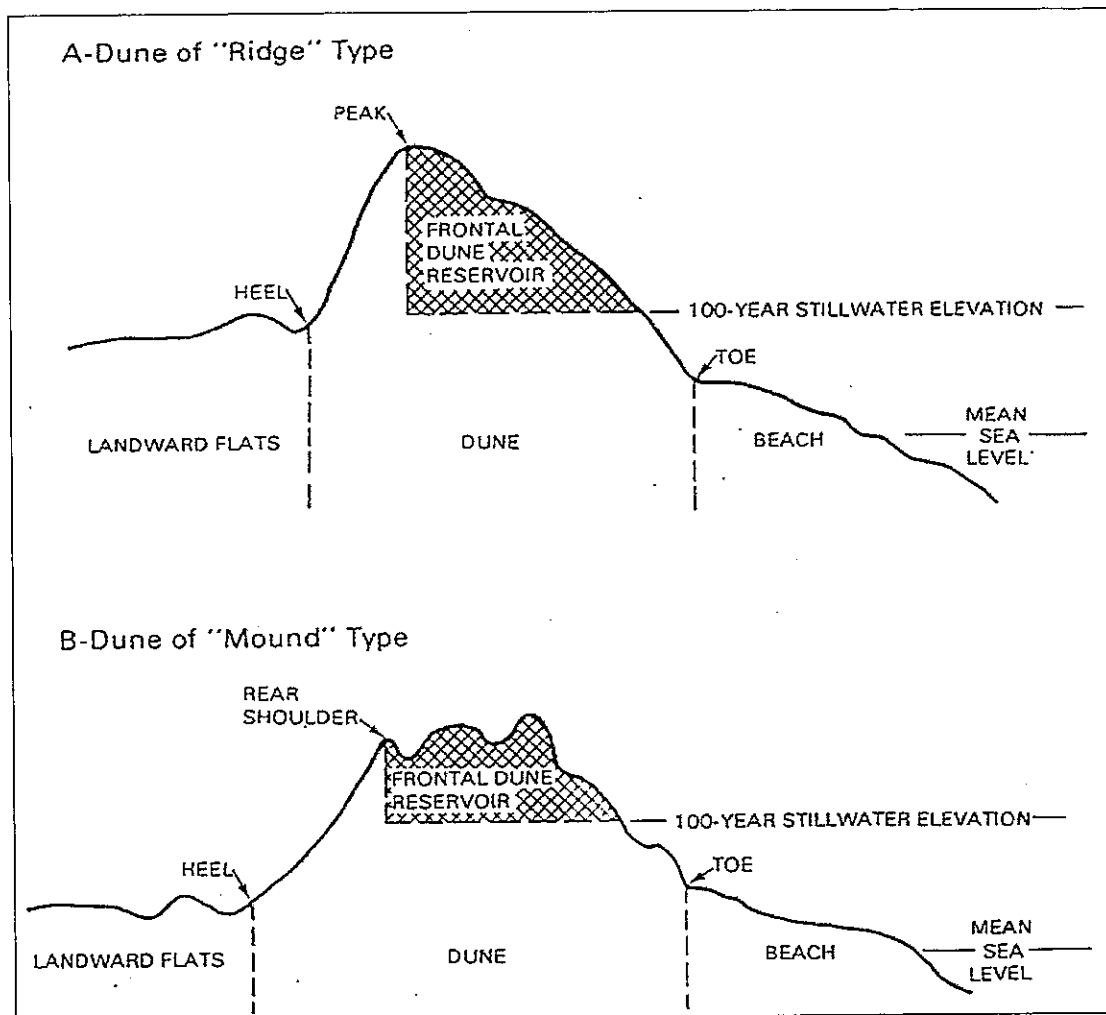 A-Dune of "Ridge" Type
PEAK
FRONTAL
DUNE
RESERVOIR
HEEL
100-YEAR STILLWATER ELEVATION
TOE
LANDWARD FLATS
DUNE
BEACH
MEAN
SEA
LEVEL
B-Dune of "Mound" Type
REAR
SHOULDER
FRONTAL DUNE
RESERVOIR
100-YEAR STILLWATER ELEVATION
HEEL
TOE
LANDWARD FLATS
DUNE
BEACH
MEAN
SEA
LEVEL